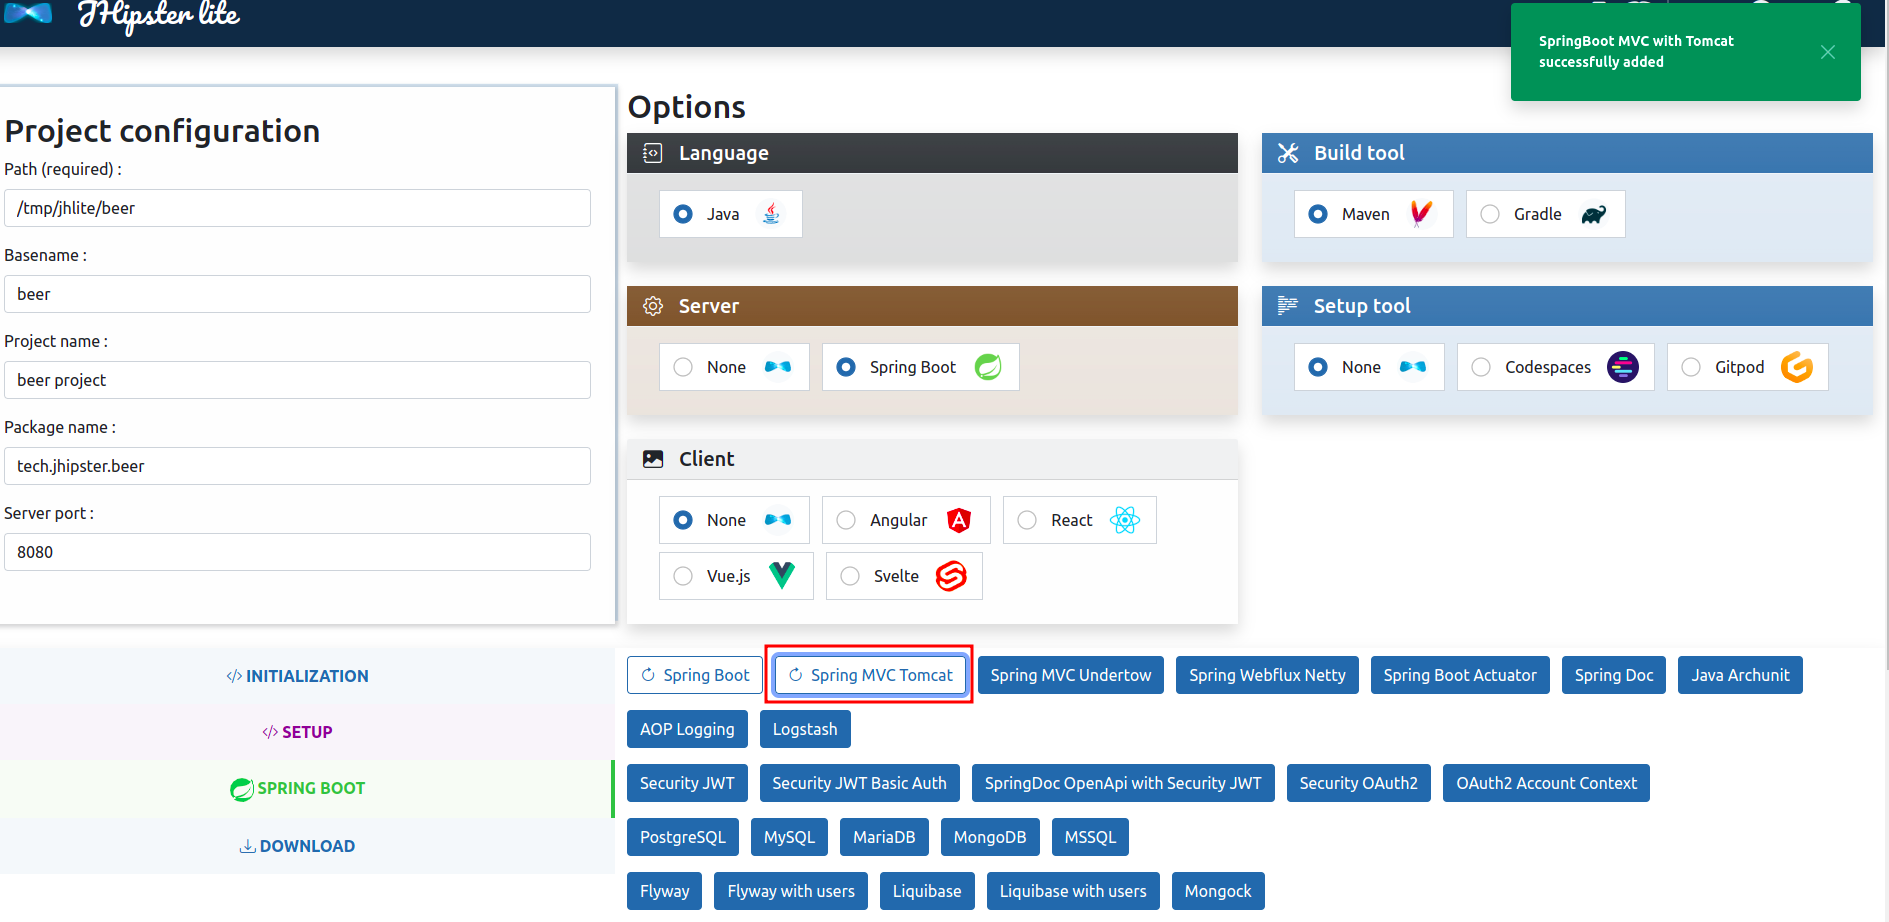 JHipster lite
SpringBoot MVC with Tomcat
successfully added
Project configuration
Path (required) :
/tmp/jhlite/beer
Basename :
beer
Project name :
beer project
Package name :
tech.jhipster.beer
Server port :
8080
Options
Language
Java
Build tool
Maven
Gradle
Server
None
Spring Boot
Setup tool
None
Codespaces
Gitpod
Client
None
Angular
React
Vue.js
Svelte
INITIALIZATION
SETUP
SPRING BOOT
DOWNLOAD
Spring Boot
Spring MVC Tomcat
Spring MVC Undertow
Spring Webflux Netty
Spring Boot Actuator
Spring Doc
Java Archunit
AOP Logging
Logstash
Security JWT
Security JWT Basic Auth
SpringDoc OpenApi with Security JWT
Security OAuth2
OAuth2 Account Context
PostgreSQL
MySQL
MariaDB
MongoDB
MSSQL
Flyway
Flyway with users
Liquibase
Liquibase with users
Mongock